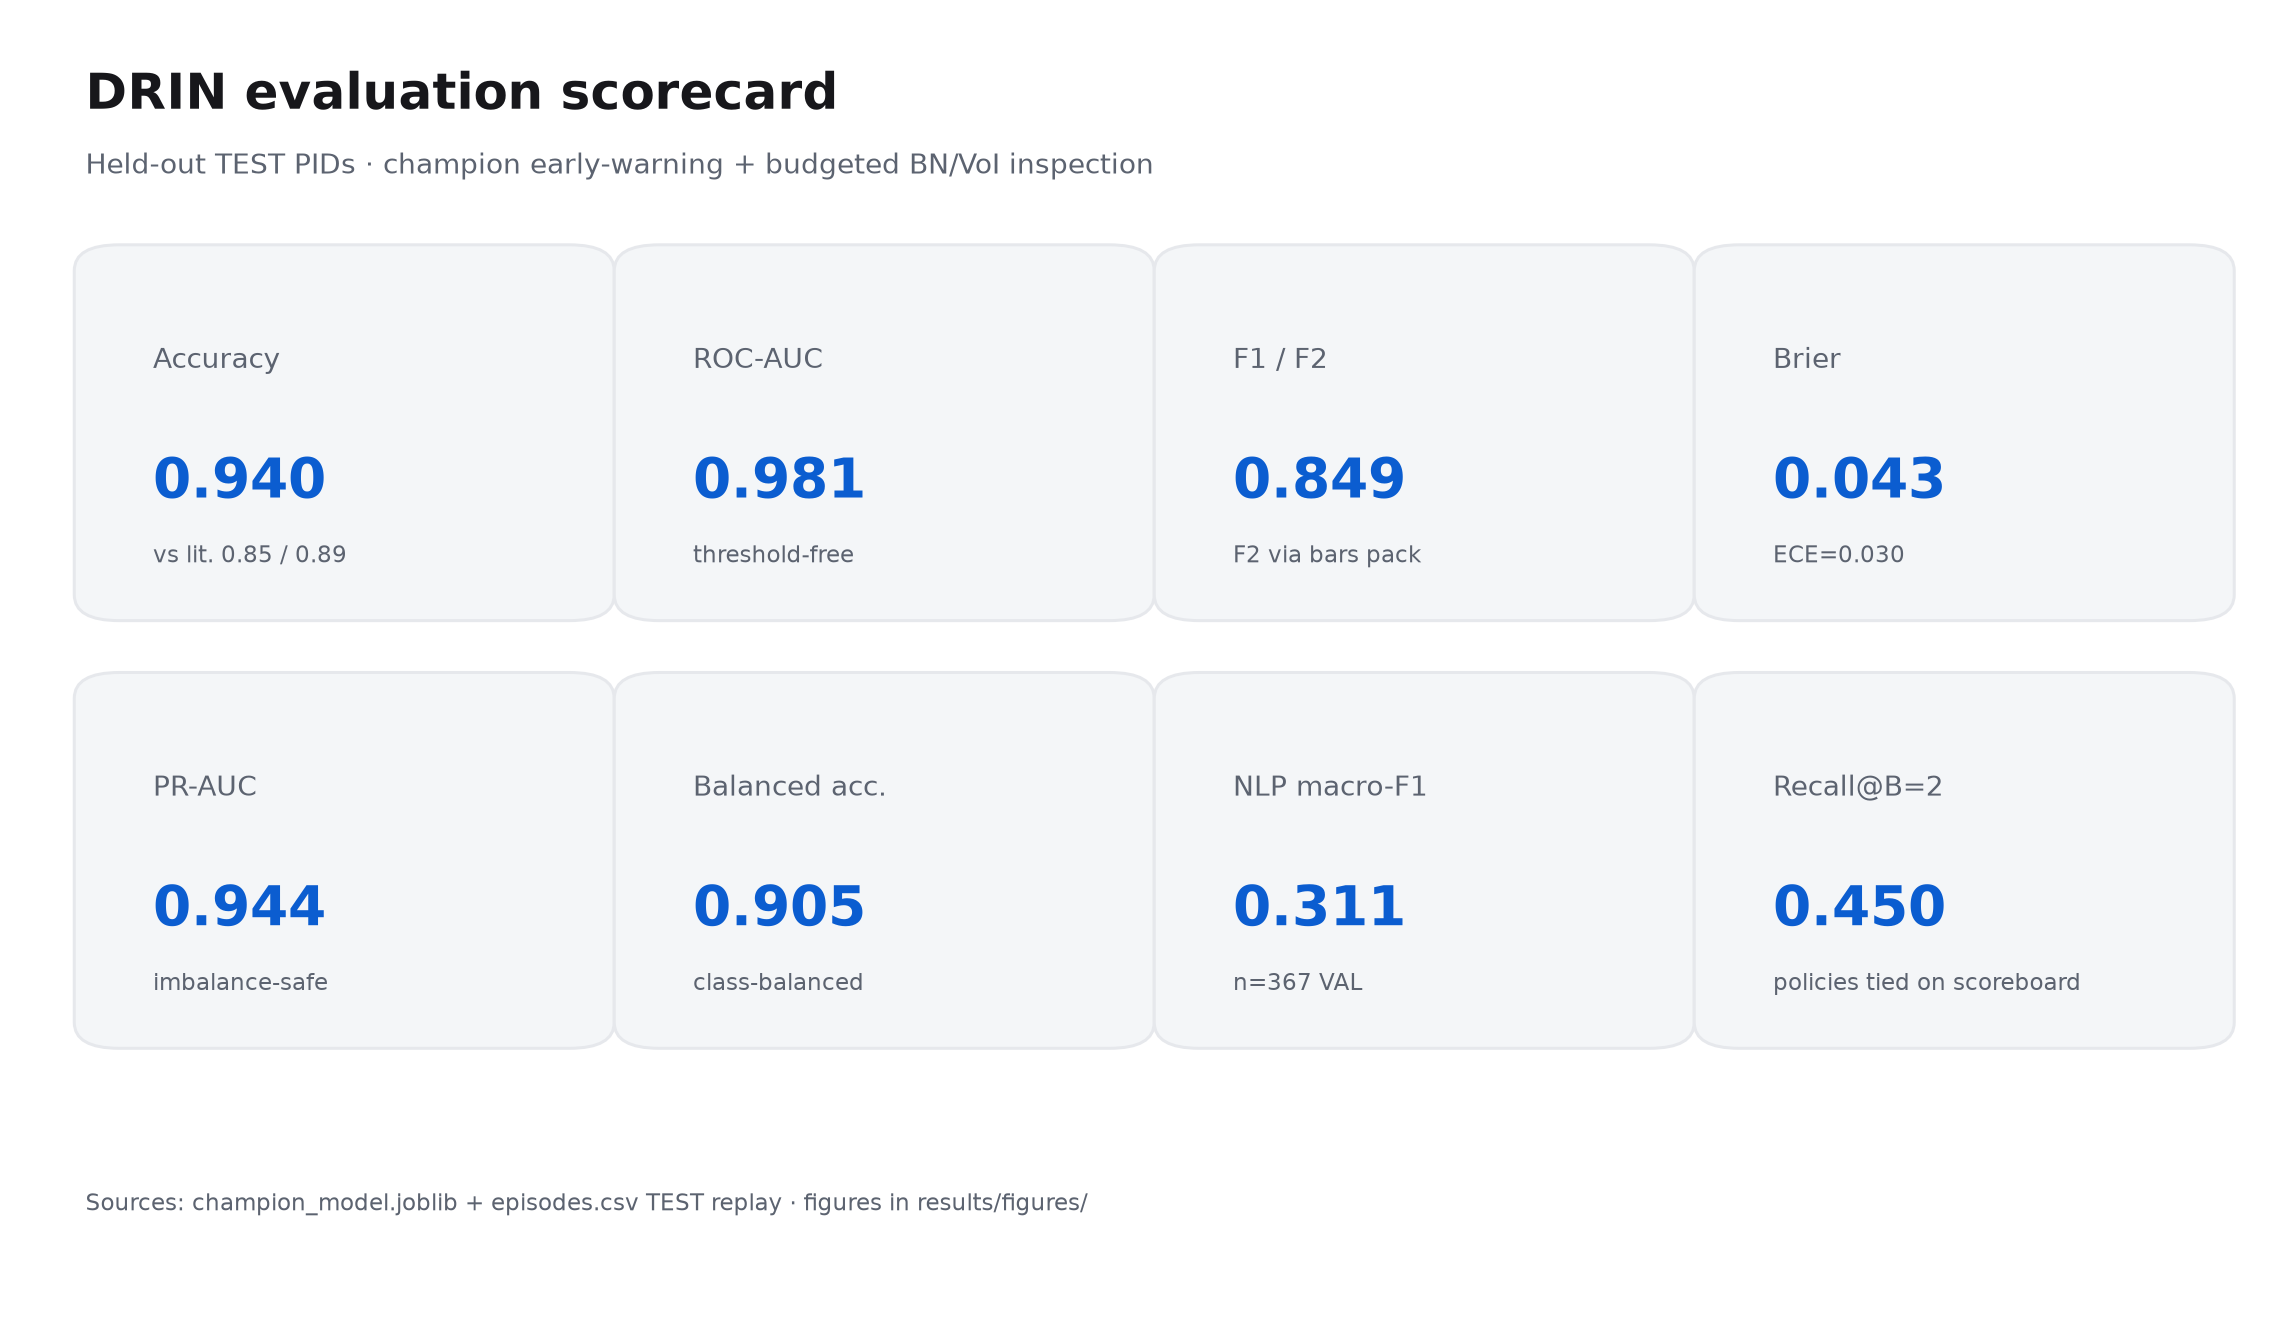 DRIN evaluation scorecard
Held-out TEST PIDs · champion early-warning + budgeted BN/VoI inspection
Accuracy
0.940
vs lit. 0.85 / 0.89
ROC-AUC
0.981
threshold-free
F1 / F2
0.849
F2 via bars pack
Brier
0.043
ECE=0.030
PR-AUC
0.944
imbalance-safe
Balanced acc.
0.905
class-balanced
NLP macro-F1
0.311
n=367 VAL
Recall@B=2
0.450
policies tied on scoreboard
Sources: champion_model.joblib + episodes.csv TEST replay · figures in results/figures/